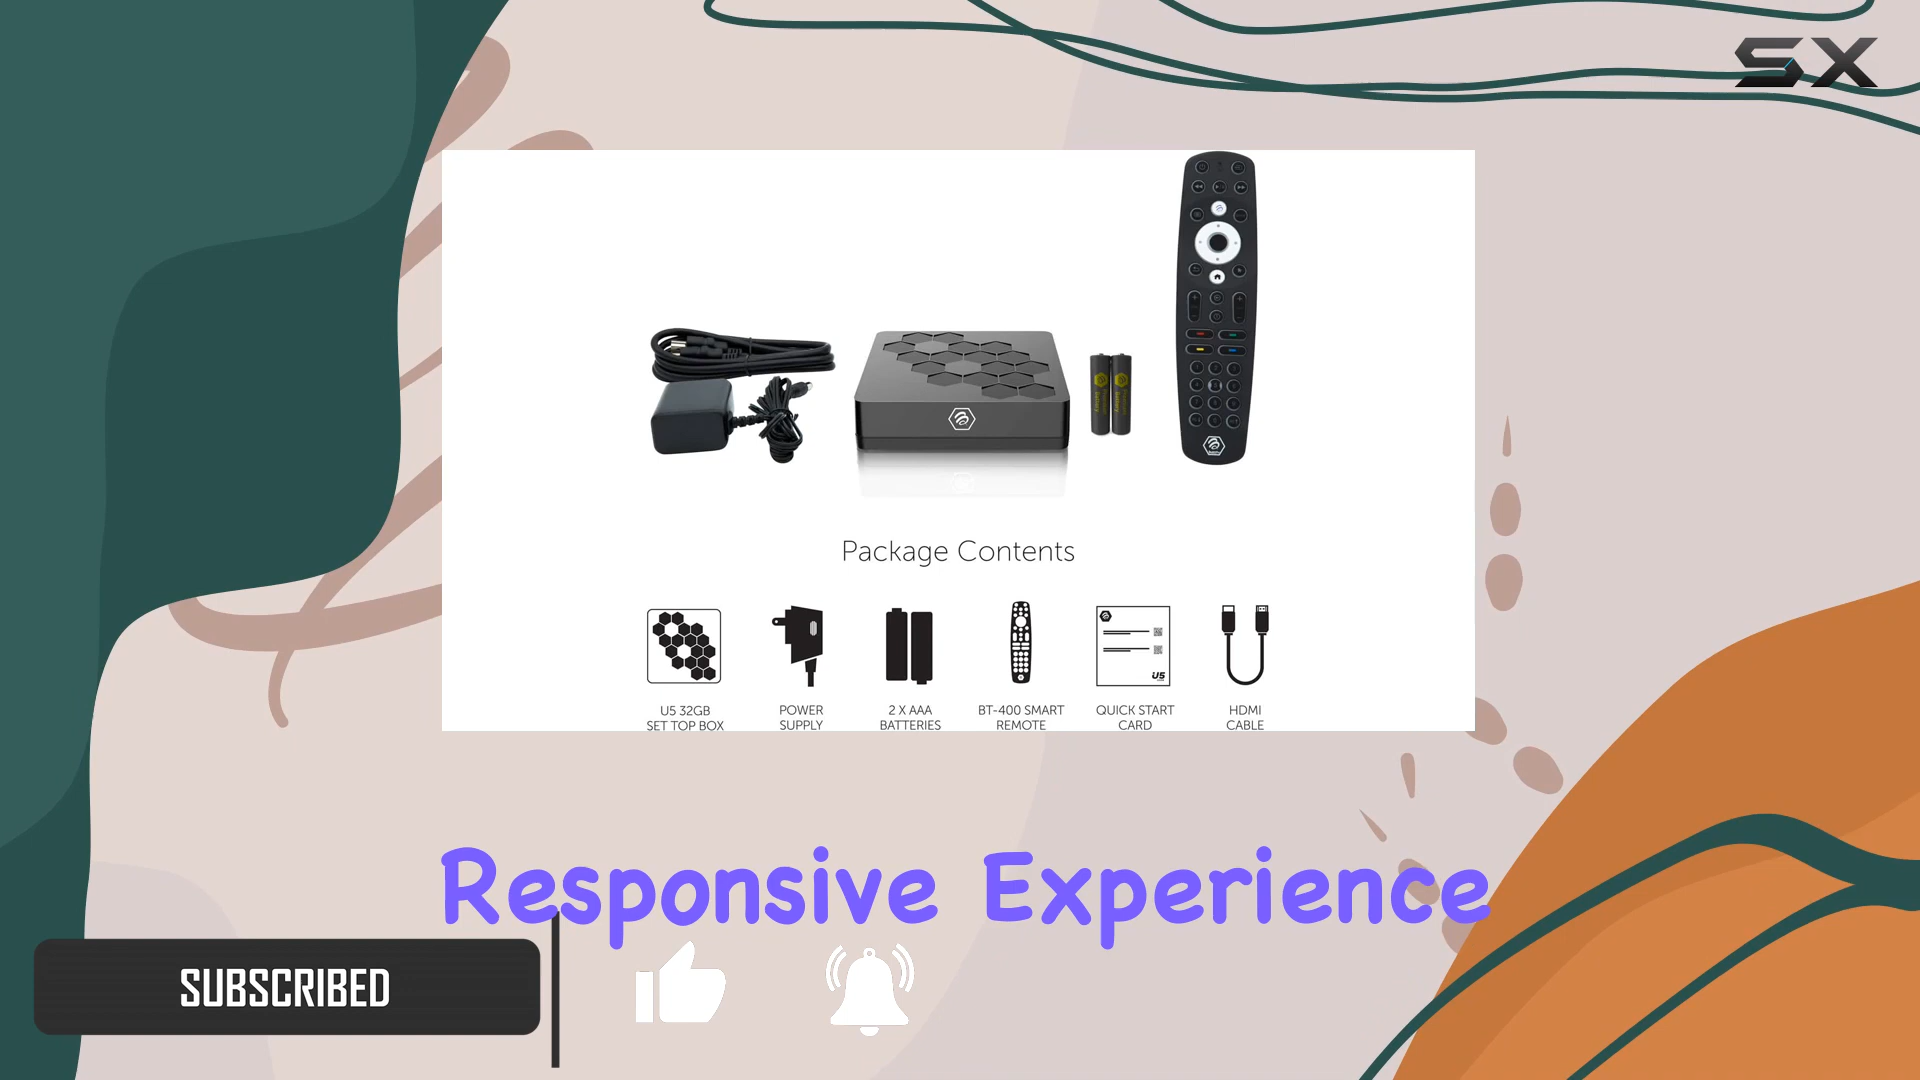 SX
Package Contents
U5 32GB
SET TOP BOX
POWER
SUPPLY
2 X AAA
BATTERIES
BT-400 SMART
REMOTE
U5
QUICK START
CARD
HDMI
CABLE
Responsive Experience
SUBSCRIBED